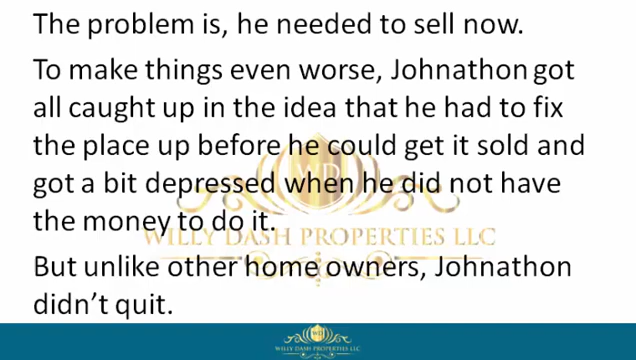 The problem is, he needed to sell now.
To make things even worse, Johnathon got
all caught up in the idea that he had to fix
the place up before he could get it sold and
got a bit depressed when he did not have
the money to do it.
WILLY DASH PROPERTIES LLC
But unlike other home owners, Johnathon
didn't quit.
WILLY DASH PROPERTIES LLC